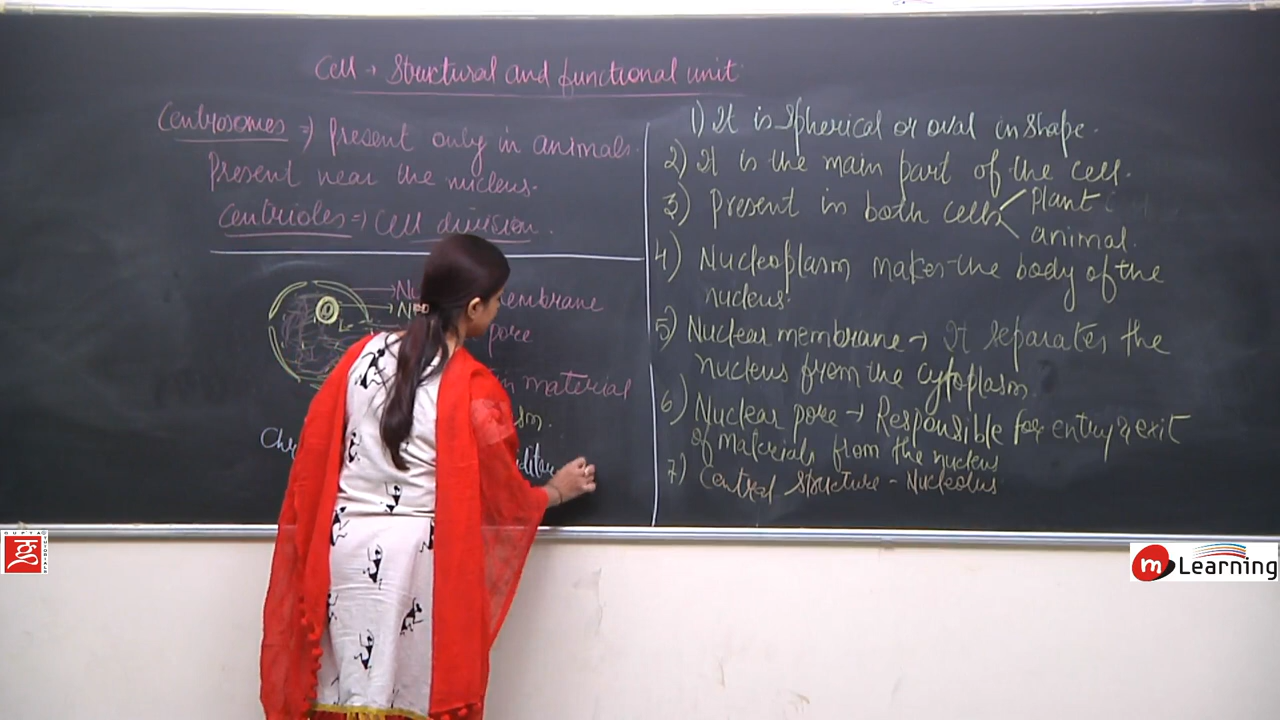 Cell → Structural and functional unit
Centrosomes ⇒ Present only in animals.
Present near the nucleus.
Centrioles ⇒ Cell division.
membrane
pore
material
1) It is spherical or oval in shape.
2) It is the main part of the cell.
3) Present in both cells
Plant
animal.
4) Nucleoplasm makes the body of the
nucleus.
5) Nuclear membrane → It separates the
nucleus from the cytoplasm.
6) Nuclear pore → Responsible for entry & exit
of materials from the nucleus
7) Central structure - Nucleolus
GUPTA TUTORIALS
m Learning